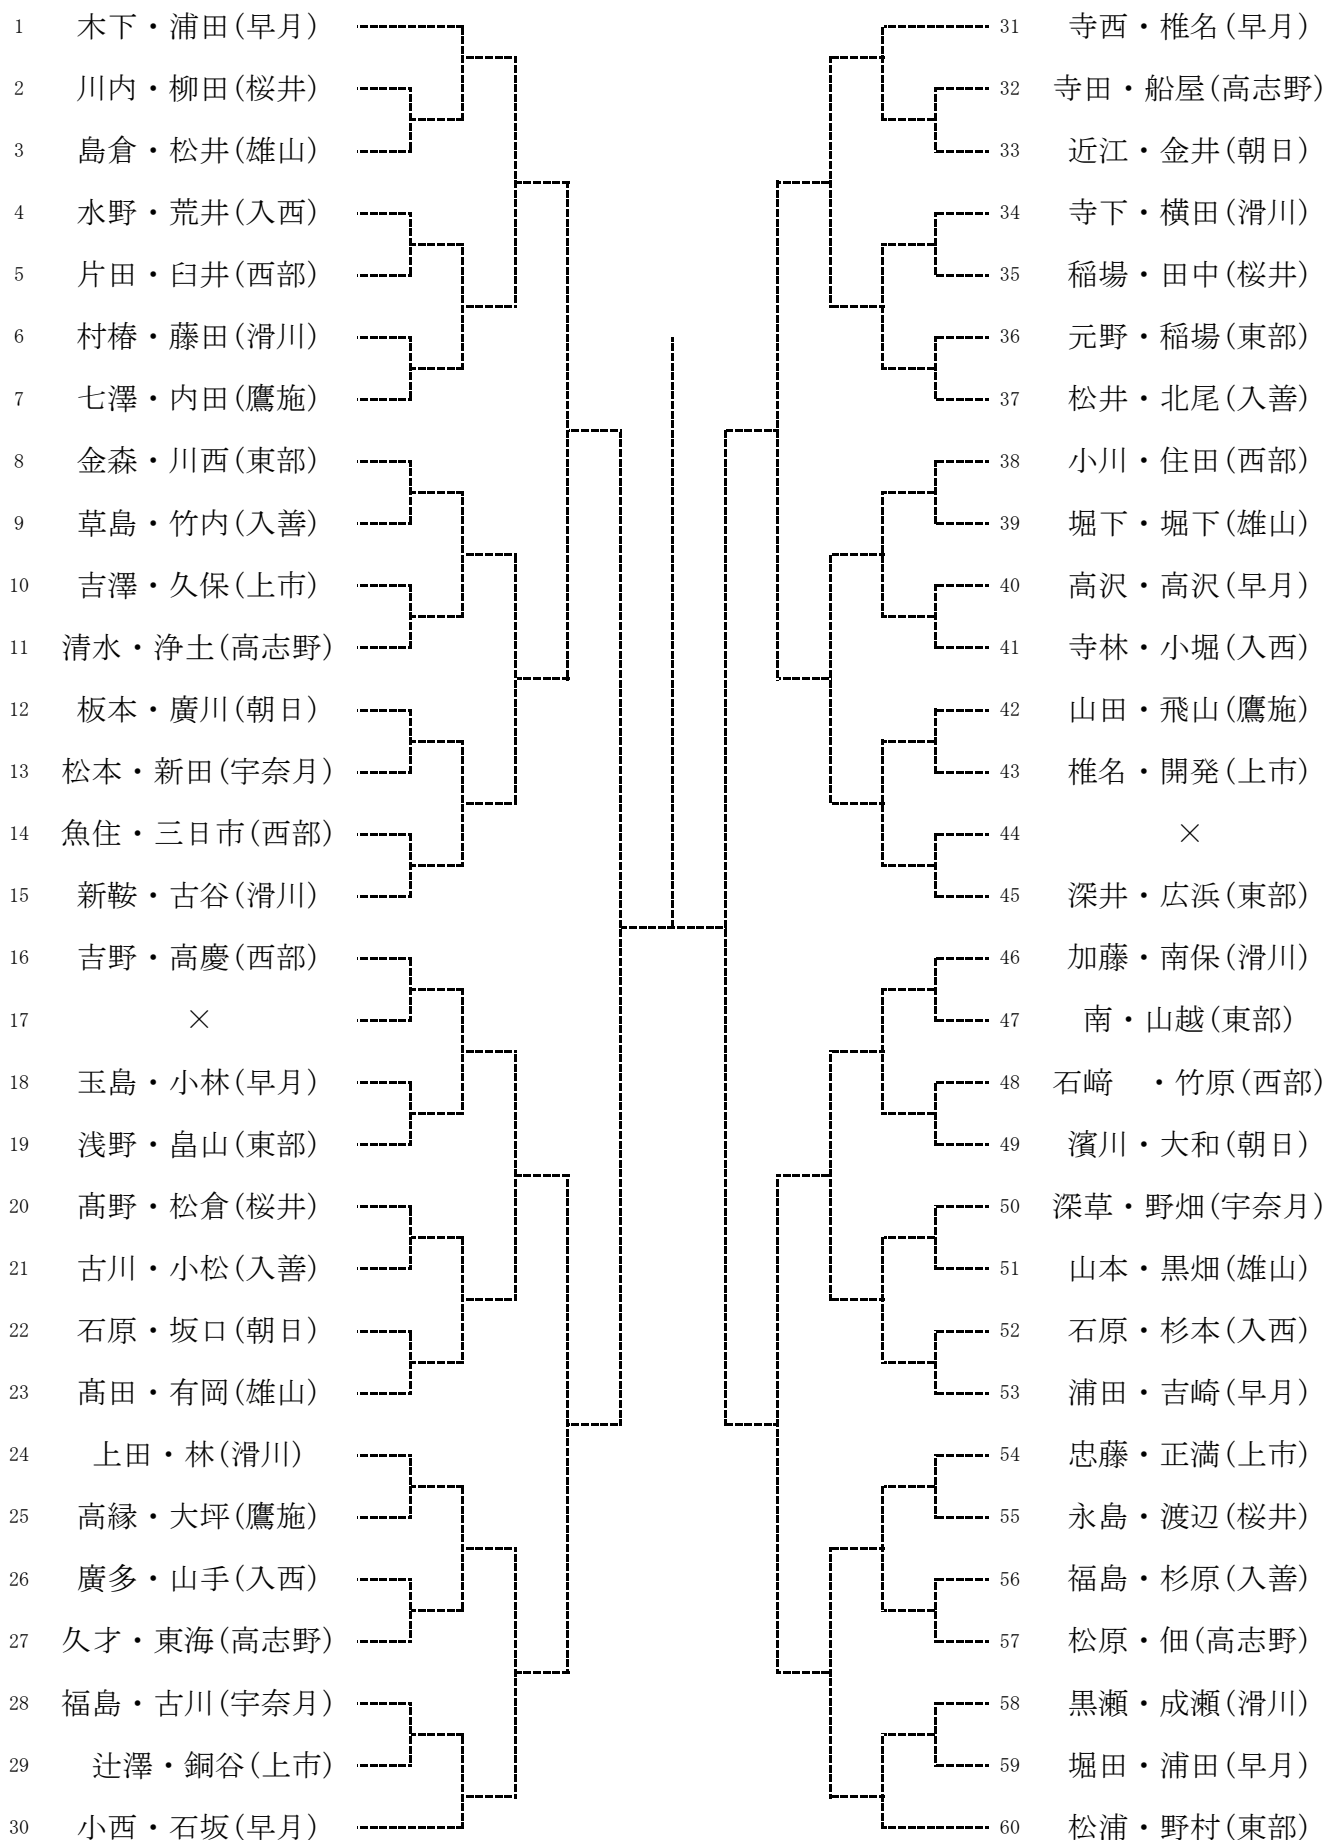 1 木下・浦田(早月)
2 川内・柳田(桜井)
3 島倉・松井(雄山)
4 水野・荒井(入西)
5 片田・臼井(西部)
6 村椿・藤田(滑川)
7 七澤・内田(鷹施)
8 金森・川西(東部)
9 草島・竹内(入善)
10 吉澤・久保(上市)
11 清水・浄土(高志野)
12 板本・廣川(朝日)
13 松本・新田(宇奈月)
14 魚住・三日市(西部)
15 新鞍・古谷(滑川)
16 吉野・高慶(西部)
17 ×
18 玉島・小林(早月)
19 浅野・畠山(東部)
20 髙野・松倉(桜井)
21 古川・小松(入善)
22 石原・坂口(朝日)
23 髙田・有岡(雄山)
24 上田・林(滑川)
25 高縁・大坪(鷹施)
26 廣多・山手(入西)
27 久才・東海(高志野)
28 福島・古川(宇奈月)
29 辻澤・銅谷(上市)
30 小西・石坂(早月)
31 寺西・椎名(早月)
32 寺田・船屋(高志野)
33 近江・金井(朝日)
34 寺下・横田(滑川)
35 稲場・田中(桜井)
36 元野・稲場(東部)
37 松井・北尾(入善)
38 小川・住田(西部)
39 堀下・堀下(雄山)
40 高沢・高沢(早月)
41 寺林・小堀(入西)
42 山田・飛山(鷹施)
43 椎名・開発(上市)
44 ×
45 深井・広浜(東部)
46 加藤・南保(滑川)
47 南・山越(東部)
48 石﨑　・竹原(西部)
49 濱川・大和(朝日)
50 深草・野畑(宇奈月)
51 山本・黒畑(雄山)
52 石原・杉本(入西)
53 浦田・吉崎(早月)
54 忠藤・正満(上市)
55 永島・渡辺(桜井)
56 福島・杉原(入善)
57 松原・佃(高志野)
58 黒瀬・成瀬(滑川)
59 堀田・浦田(早月)
60 松浦・野村(東部)